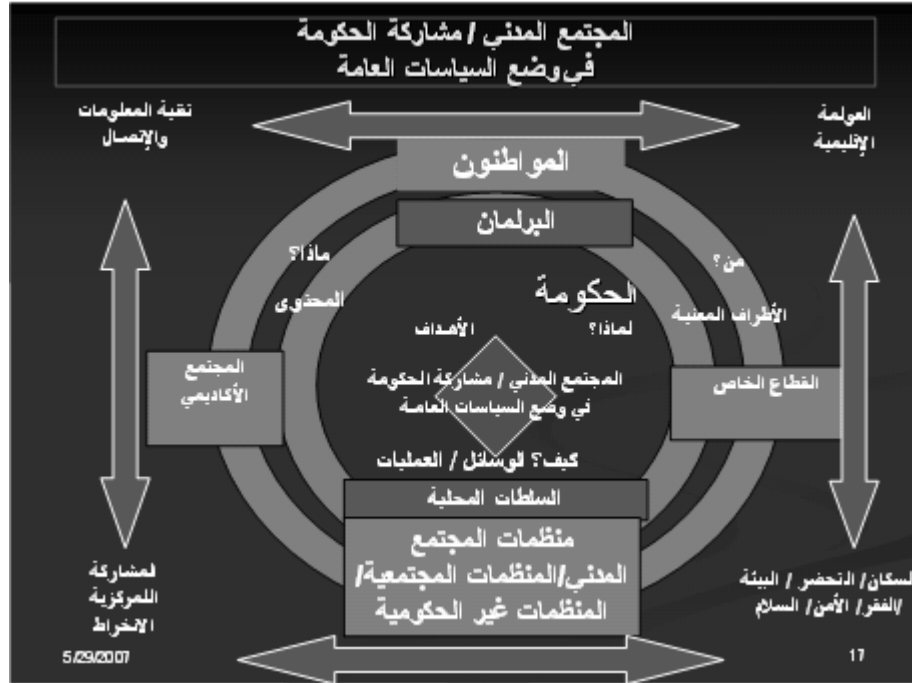 المجتمع المدني / مشاركة الحكومة
في وضع السياسات العامة
العولمة
الإقليمية
تقية المعلومات
والإتصال
المواطنون
البرلمان
من؟
ماذا؟
الحكومة
المحتوى
الأطراف المعنية
لماذا؟
الأهداف
المجتمع
الأكاديمي
القطاع الخاص
المجتمع المدني / مشاركة الحكومة
في وضع السياسات العامة
كيف؟ الوسائل / العمليات
السلطات المحلية
منظمات المجتمع
المدني/المنظمات المجتمعية/
المنظمات غير الحكومية
السكان/ التحضر / البيئة
/الفقر/ الأمن/ السلام
المشاركة
اللمركزية
الانخراط
17
5/29/2007